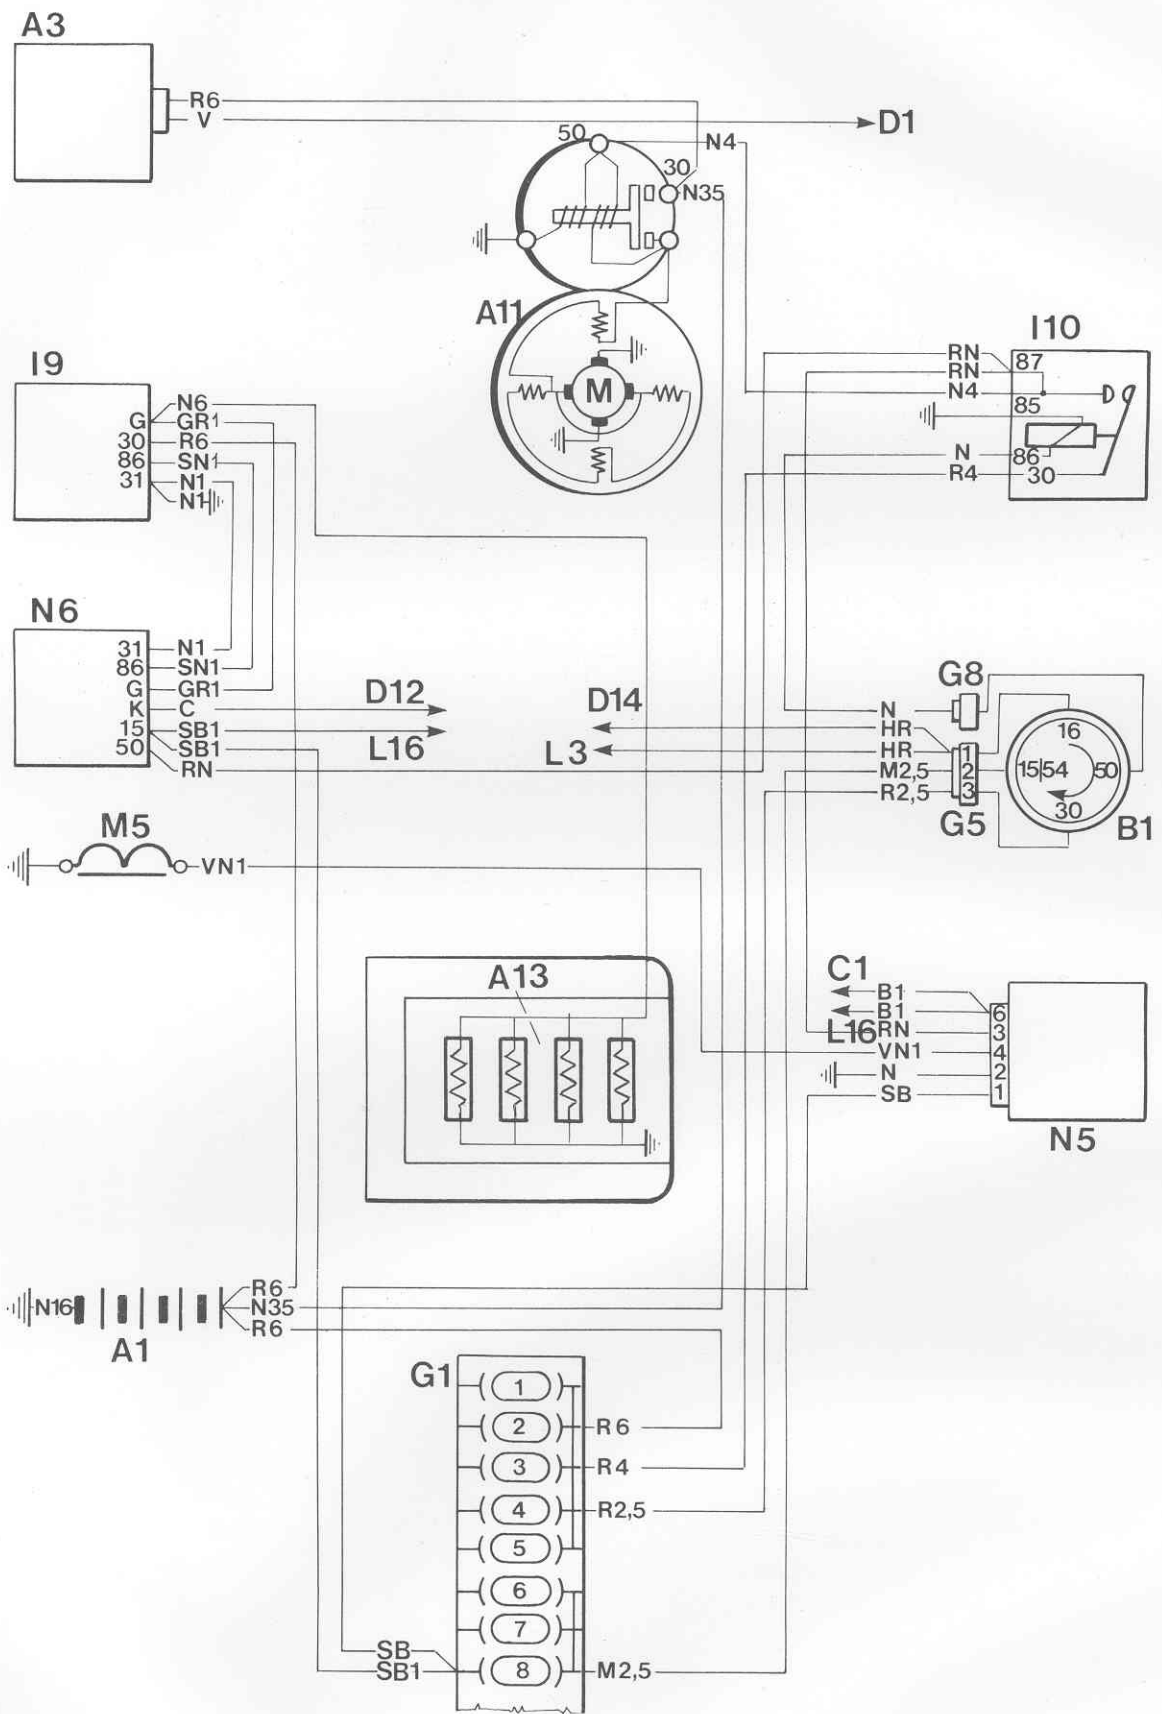 A3
R6
V
D1
50
N4
30
N35
A11
M
I10
RN
87
RN
N4
85
N
86
R4
30
I9
N6
G
GR1
30
R6
86
SN1
31
N1
N1
N6
31
N1
86
SN1
G
GR1
K
C
D12
15
SB1
L16
50
SB1
RN
D14
L3
G8
N
HR
HR
1
M2,5
2
R2,5
3
G5
16
15|54
50
30
B1
M5
VN1
A13
C1
B1
B1
6
L16
RN
3
VN1
4
N
2
SB
1
N5
N16
R6
N35
R6
A1
G1
1
2
R6
3
R4
4
R2,5
5
6
7
SB
SB1
8
M2,5